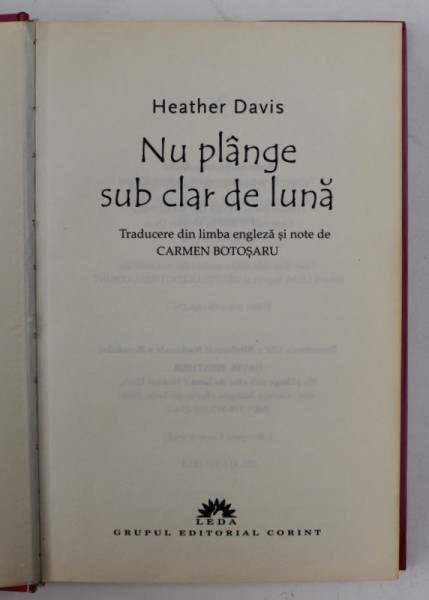 Heather Davis
Nu plânge
sub clar de lună
Traducere din limba engleză și note de
CARMEN BOTOȘARU
LEDA
GRUPUL EDITORIAL CORINT